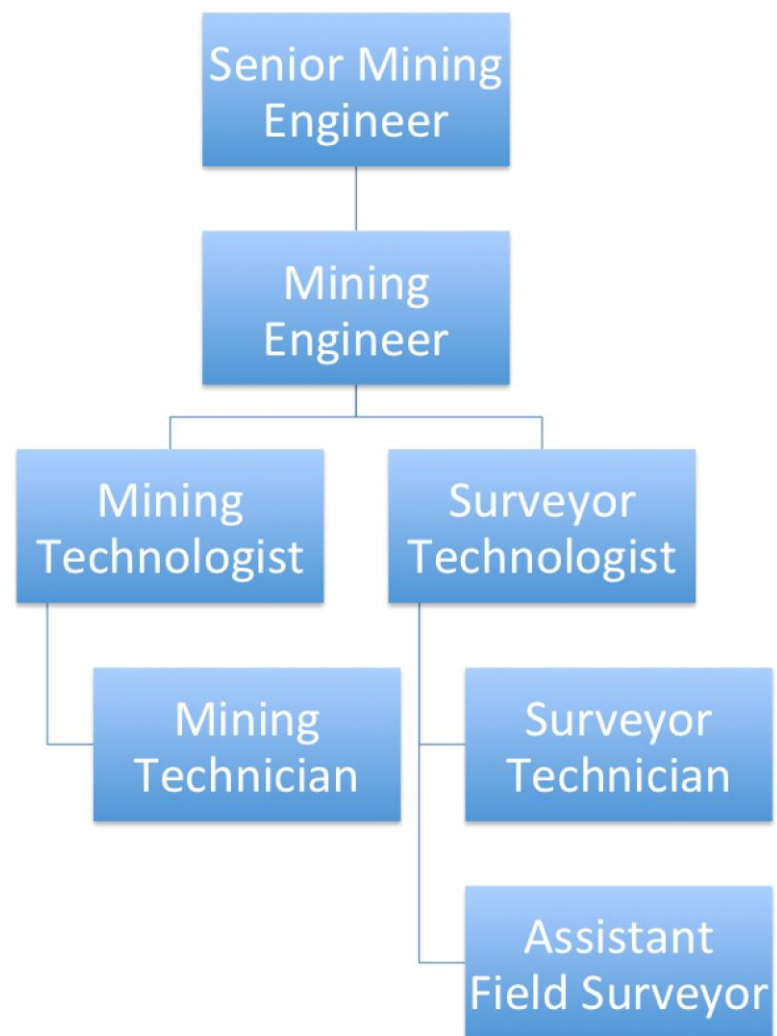 Senior Mining
Engineer
Mining
Engineer
Mining
Technologist
Surveyor
Technologist
Mining
Technician
Surveyor
Technician
Assistant
Field Surveyor